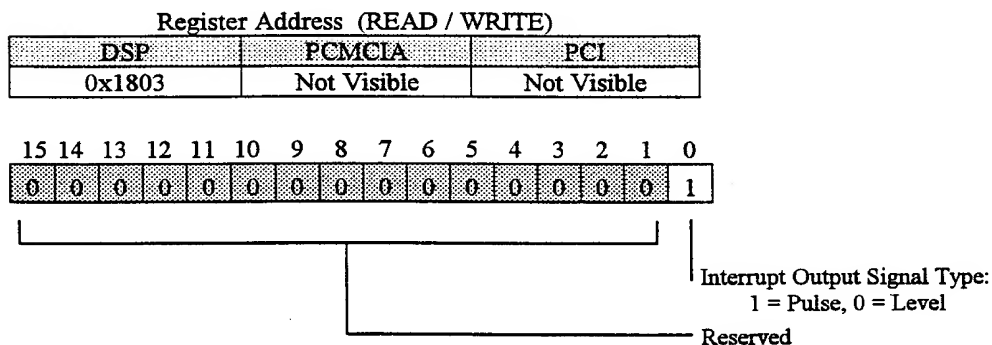 Register Address (READ / WRITE)
DSP PCMCIA PCI
0x1803 Not Visible Not Visible
15 14 13 12 11 10 9 8 7 6 5 4 3 2 1 0
0 0 0 0 0 0 0 0 0 0 0 0 0 0 0 1
Interrupt Output Signal Type:
1 = Pulse, 0 = Level
Reserved